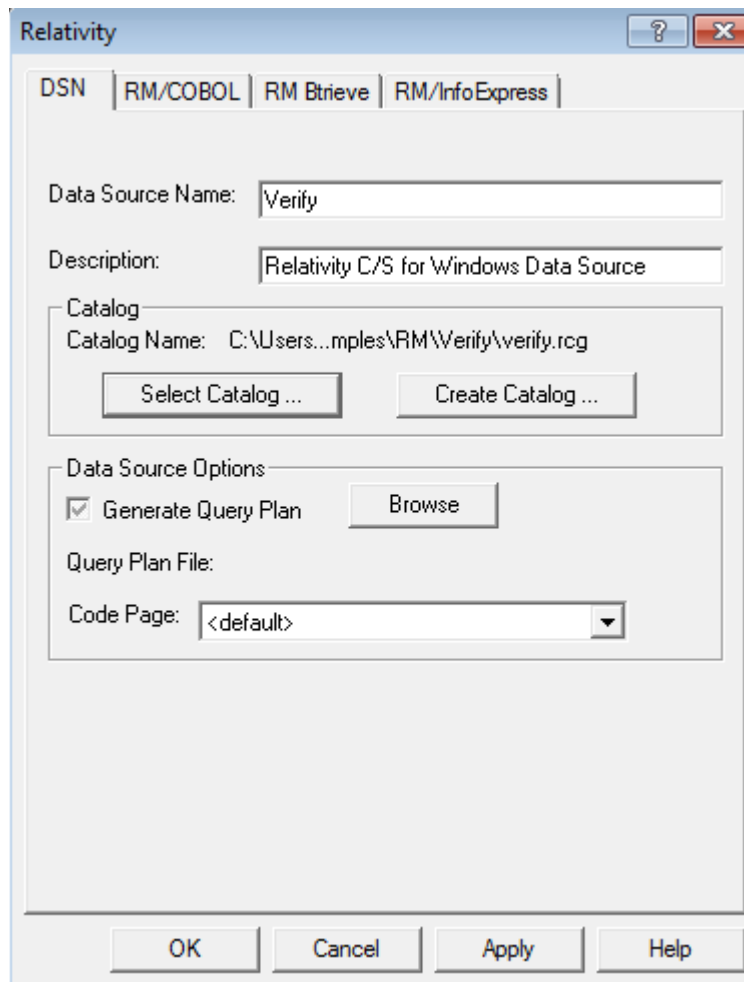 Relativity
DSN RM/COBOL RM Btrieve RM/InfoExpress
Data Source Name: Verify
Description: Relativity C/S for Windows Data Source
Catalog
Catalog Name: C:\Users...mples\RM\Verify\verify.rcg
Select Catalog ... Create Catalog ...
Data Source Options
Generate Query Plan Browse
Query Plan File:
Code Page: <default>
OK Cancel Apply Help